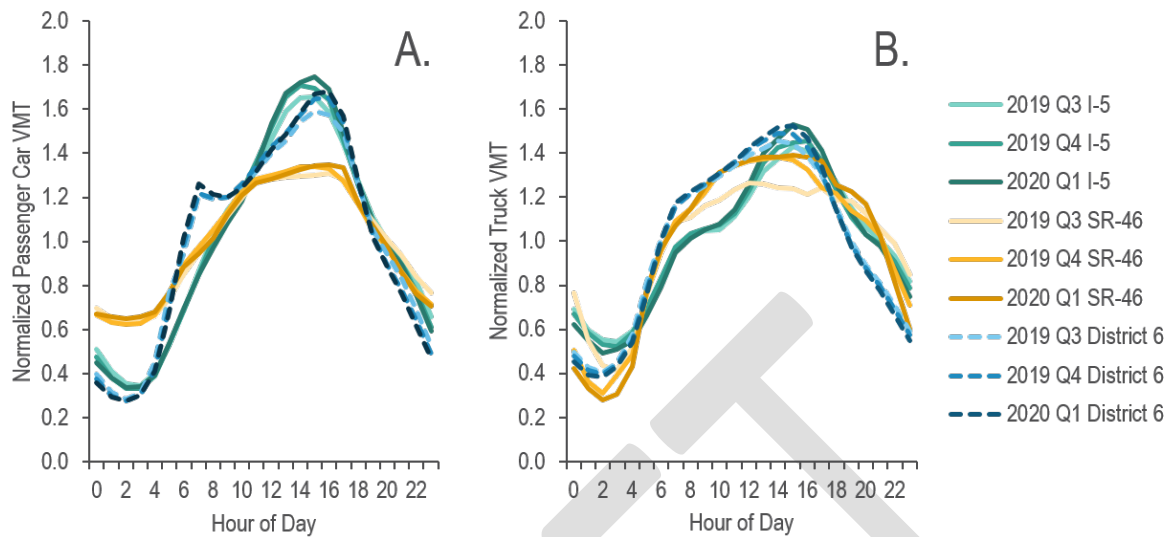 A.
Normalized Passenger Car VMT
2.0
1.8
1.6
1.4
1.2
1.0
0.8
0.6
0.4
0.2
0.0
0 2 4 6 8 10 12 14 16 18 20 22
Hour of Day
B.
Normalized Truck VMT
2.0
1.8
1.6
1.4
1.2
1.0
0.8
0.6
0.4
0.2
0.0
0 2 4 6 8 10 12 14 16 18 20 22
Hour of Day
2019 Q3 I-5
2019 Q4 I-5
2020 Q1 I-5
2019 Q3 SR-46
2019 Q4 SR-46
2020 Q1 SR-46
2019 Q3 District 6
2019 Q4 District 6
2020 Q1 District 6